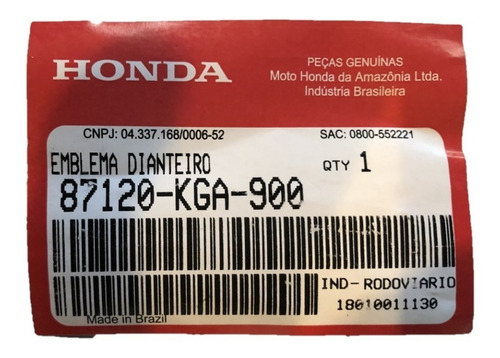 HONDA
PEÇAS GENUÍNAS
Moto Honda da Amazônia Ltda.
Indústria Brasileira
CNPJ: 04.337.168/0006-52
SAC: 0800-552221
EMBLEMA DIANTEIRO
QTY 1
87120-KGA-900
IND-RODOVIARIO
18010011130
Made in Brazil